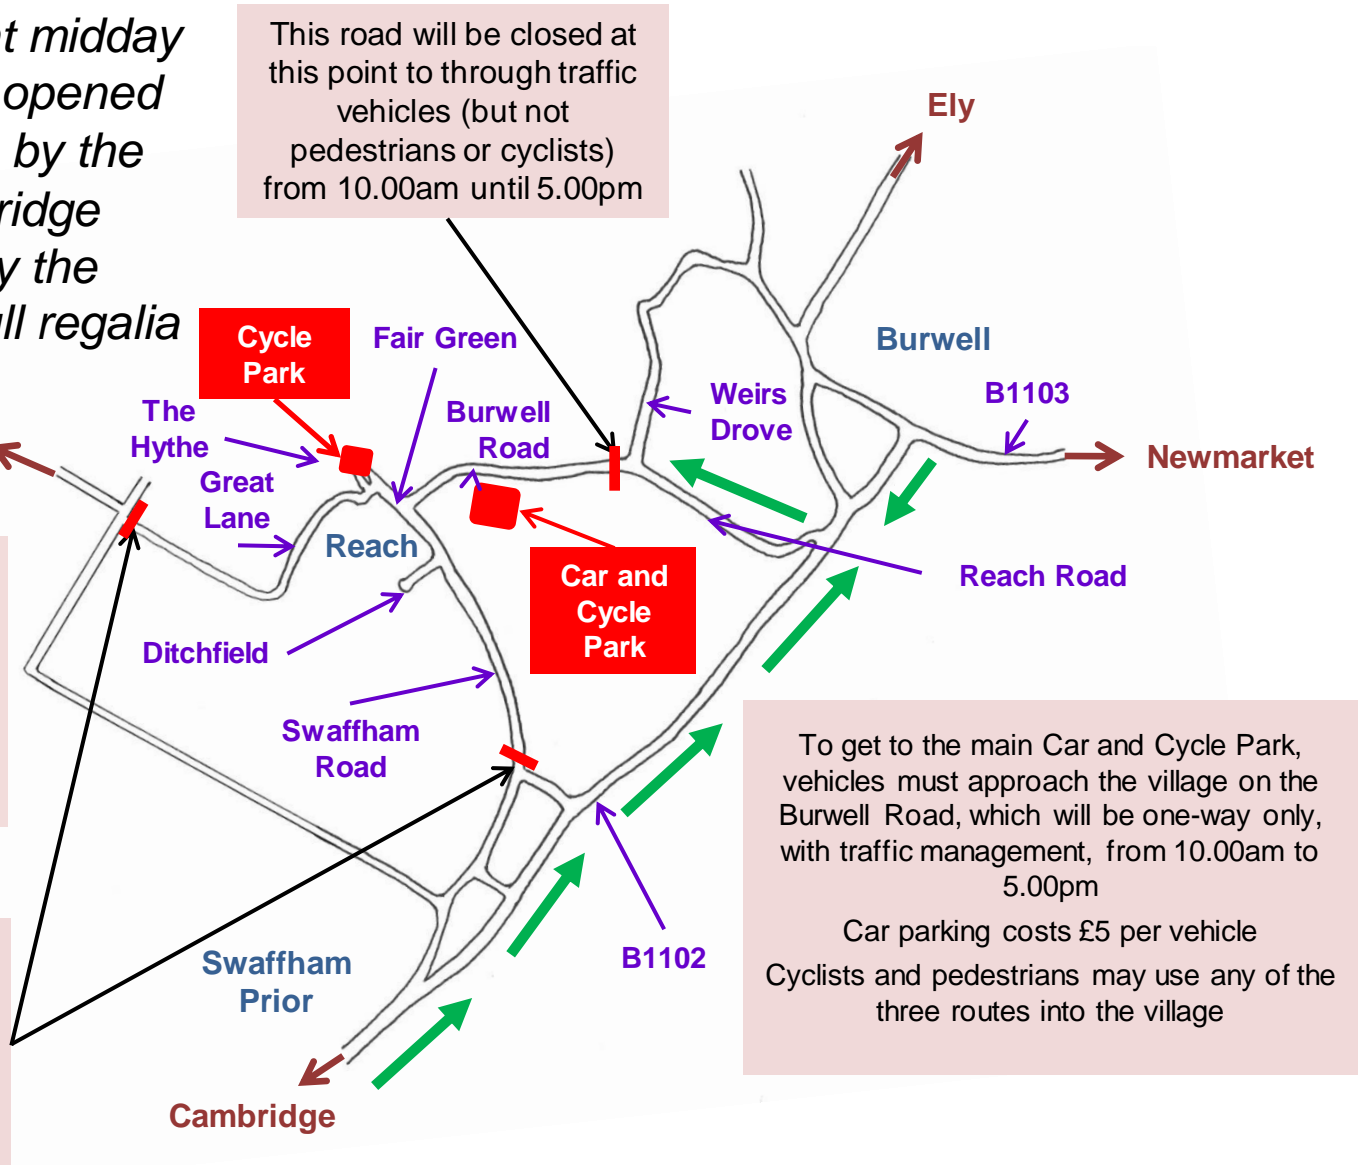 t midday
opened
by the
ridge
y the
ll regalia
This road will be closed at
this point to through traffic
vehicles (but not
pedestrians or cyclists)
from 10.00am until 5.00pm
Ely
Cycle
Park
Fair Green
Burwell
B1103
Weirs
Drove
The
Hythe
Burwell
Road
Newmarket
Great
Lane
Reach
Car and
Cycle
Park
Reach Road
Ditchfield
Swaffham
Road
To get to the main Car and Cycle Park,
vehicles must approach the village on the
Burwell Road, which will be one-way only,
with traffic management, from 10.00am to
5.00pm
Car parking costs £5 per vehicle
Cyclists and pedestrians may use any of the
three routes into the village
B1102
Swaffham
Prior
Cambridge